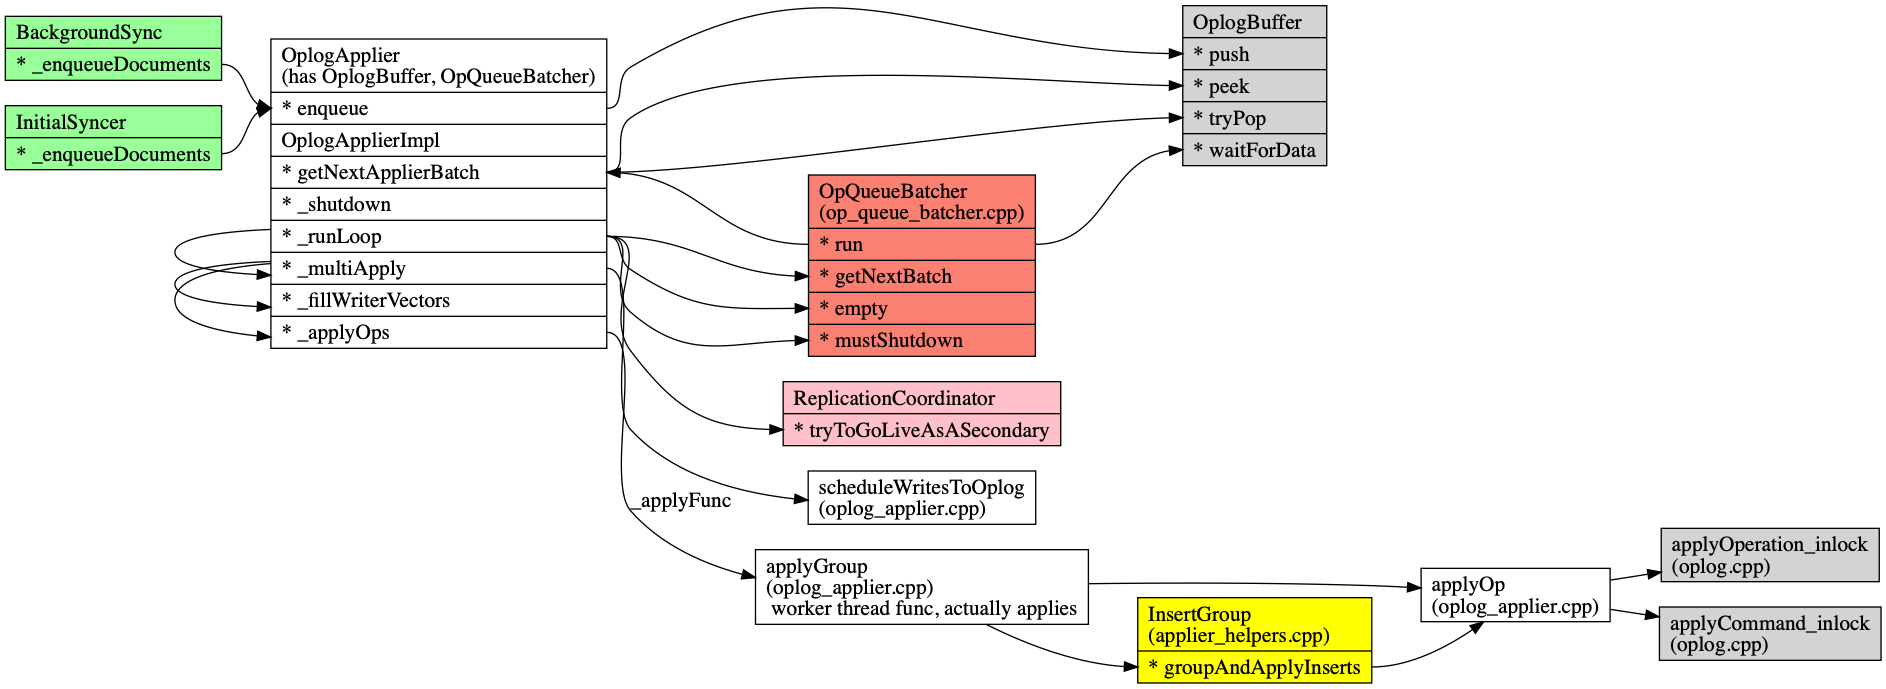 BackgroundSync
* _enqueueDocuments
InitialSyncer
* _enqueueDocuments
OplogApplier
(has OplogBuffer, OpQueueBatcher)
* enqueue
OplogApplierImpl
* getNextApplierBatch
* _shutdown
* _runLoop
* _multiApply
* _fillWriterVectors
* _applyOps
OplogBuffer
* push
* peek
* tryPop
* waitForData
OpQueueBatcher
(op_queue_batcher.cpp)
* run
* getNextBatch
* empty
* mustShutdown
ReplicationCoordinator
* tryToGoLiveAsASecondary
scheduleWritesToOplog
(oplog_applier.cpp)
_applyFunc
applyGroup
(oplog_applier.cpp)
worker thread func, actually applies
InsertGroup
(applier_helpers.cpp)
* groupAndApplyInserts
applyOp
(oplog_applier.cpp)
applyOperation_inlock
(oplog.cpp)
applyCommand_inlock
(oplog.cpp)